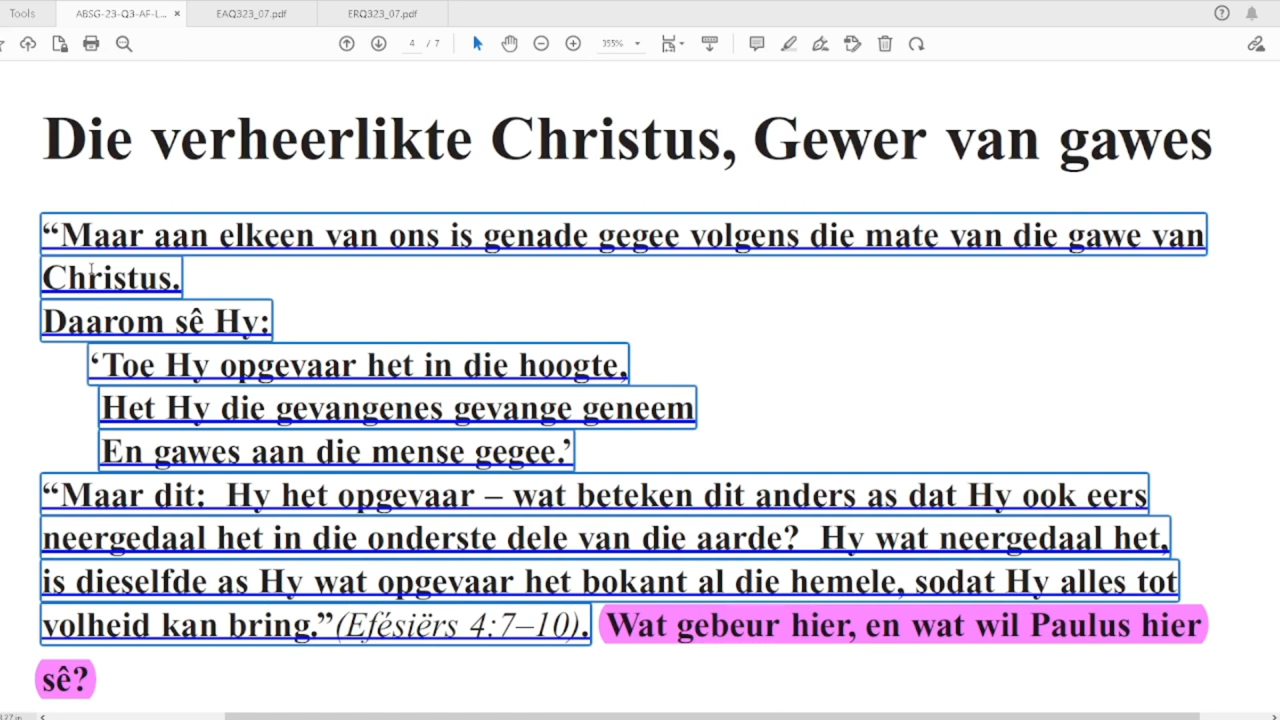 Tools
ABSG-23-Q3-AF-L...
×
EAQ323_07.pdf
ERQ323_07.pdf
4 / 7
355%
Die verheerlikte Christus, Gewer van gawes
“Maar aan elkeen van ons is genade gegee volgens die mate van die gawe van
Christus.
Daarom sê Hy:
‘Toe Hy opgevaar het in die hoogte,
Het Hy die gevangenes gevange geneem
En gawes aan die mense gegee.’
“Maar dit:  Hy het opgevaar – wat beteken dit anders as dat Hy ook eers
neergedaal het in die onderste dele van die aarde?  Hy wat neergedaal het,
is dieselfde as Hy wat opgevaar het bokant al die hemele, sodat Hy alles tot
volheid kan bring.”(Efésiërs 4:7–10). Wat gebeur hier, en wat wil Paulus hier
sê?